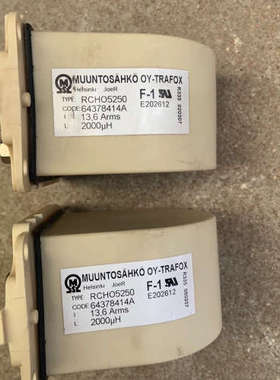 MUUNTOSÄHKÖ OY-TRAFOX
Helsinki JoeR
F-1
TYPE RCHO5250
CODE 64378414A
E202612
I 13,6 Arms
L 2000µH
MUUNTOSÄHKÖ OY-TRAFOX
Helsinki JoeR
F-1
TYPE RCHO5250
CODE 64378414A
E202612
I 13,6 Arms
L 2000µH